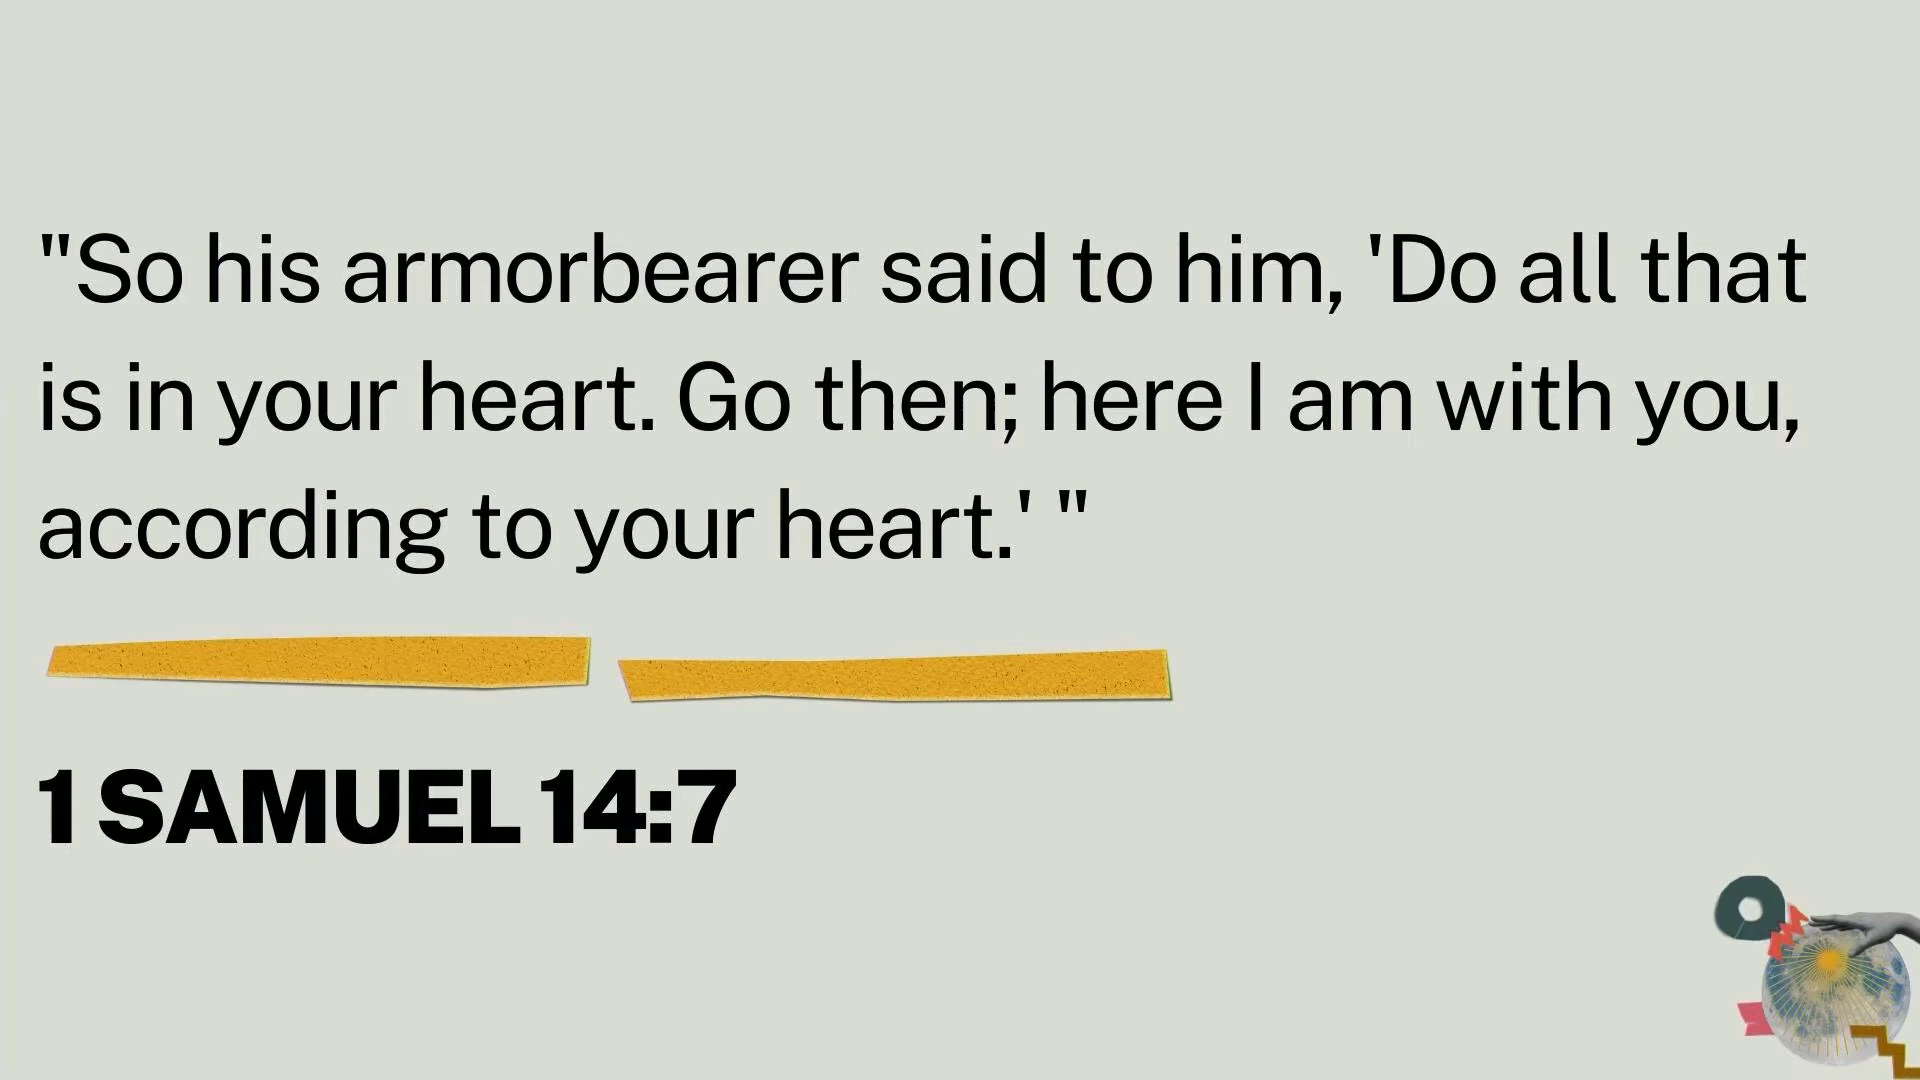 "So his armorbearer said to him, 'Do all that
is in your heart. Go then; here I am with you,
according to your heart.' "
1 SAMUEL 14:7